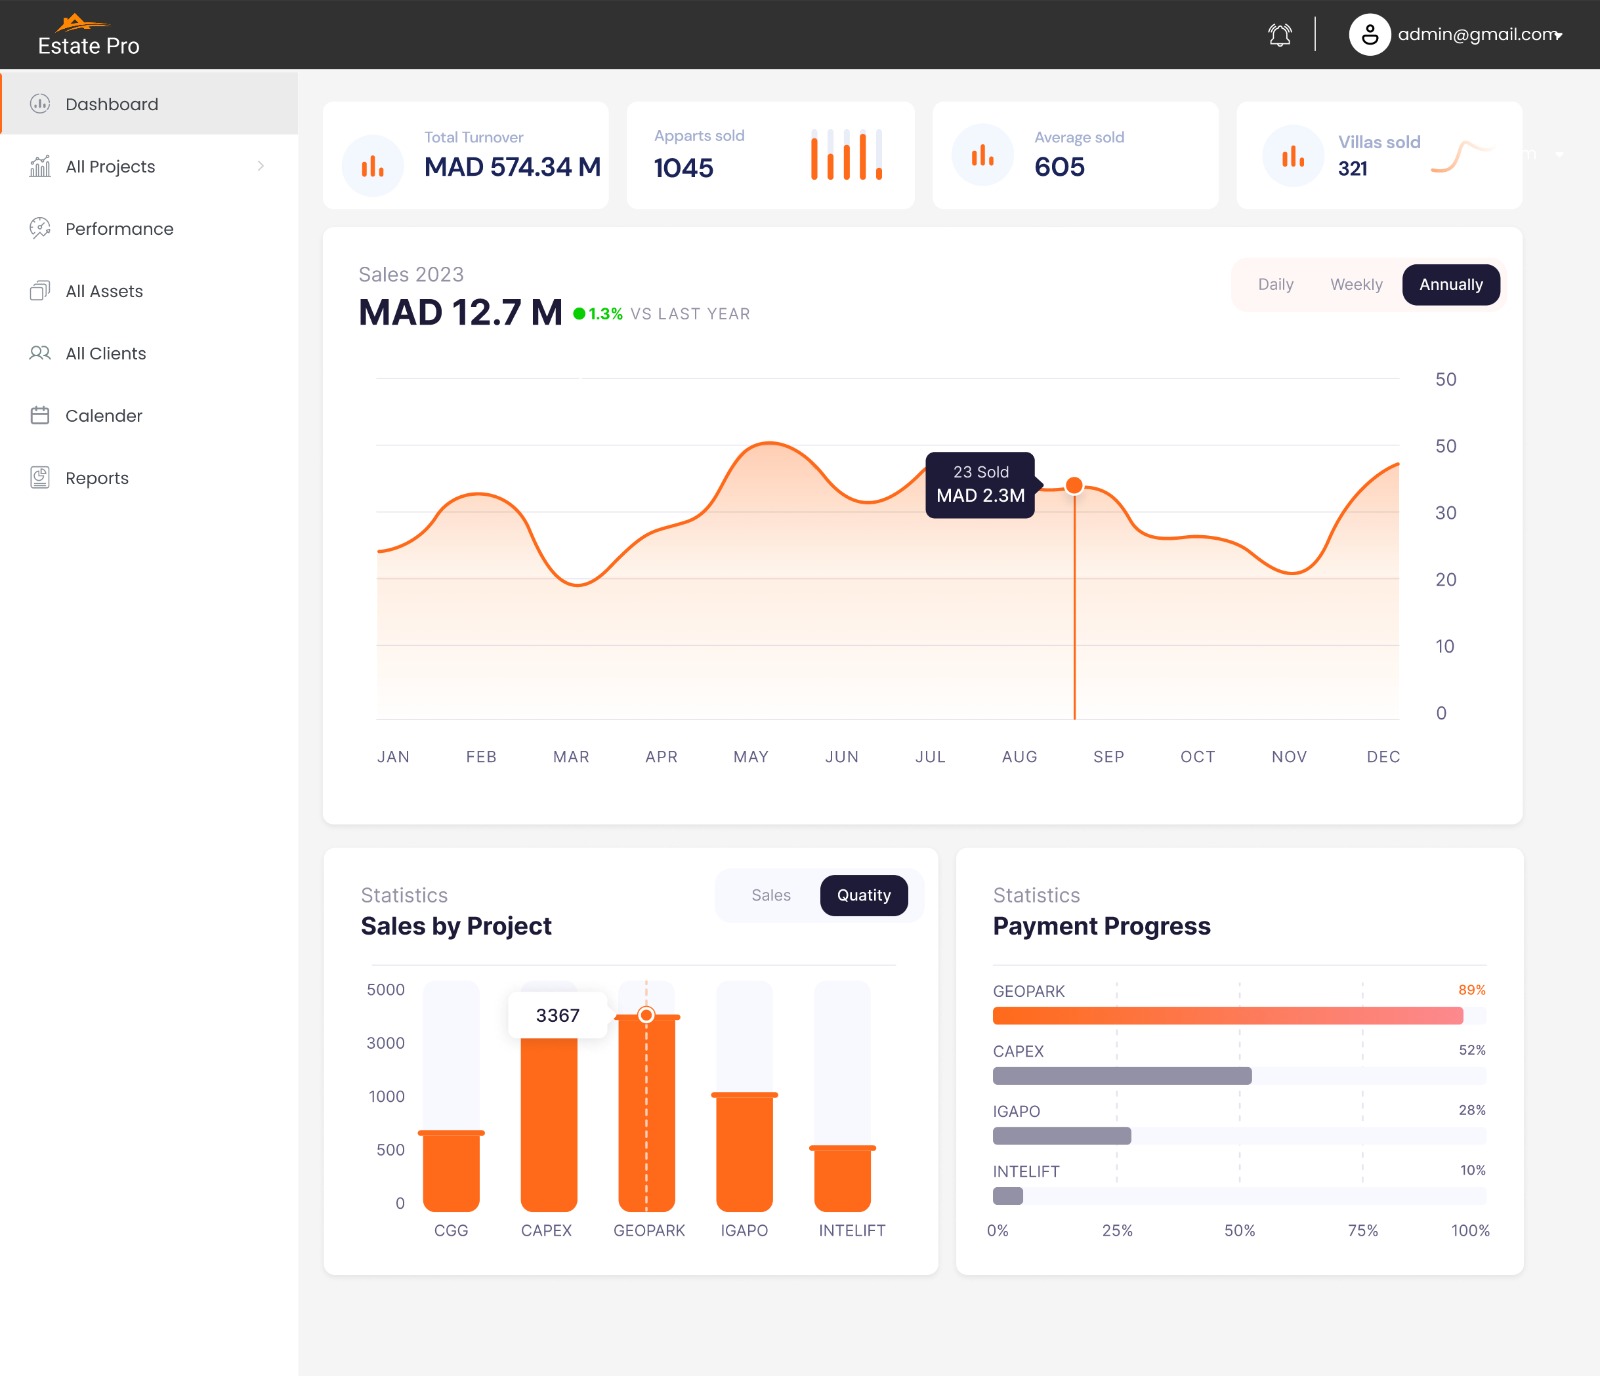 Estate Pro
admin@gmail.com
Dashboard
All Projects
Performance
All Assets
All Clients
Calender
Reports
Total Turnover
MAD 574.34 M
Apparts sold
1045
Average sold
605
Villas sold
321
m
Sales 2023
MAD 12.7 M 1.3% VS LAST YEAR
Daily Weekly Annually
50
50
30
20
10
0
23 Sold
MAD 2.3M
JAN FEB MAR APR MAY JUN JUL AUG SEP OCT NOV DEC
Statistics
Sales by Project
Sales Quatity
5000
3000
1000
500
0
3367
CGG CAPEX GEOPARK IGAPO INTELIFT
Statistics
Payment Progress
GEOPARK 89%
CAPEX 52%
IGAPO 28%
INTELIFT 10%
0% 25% 50% 75% 100%